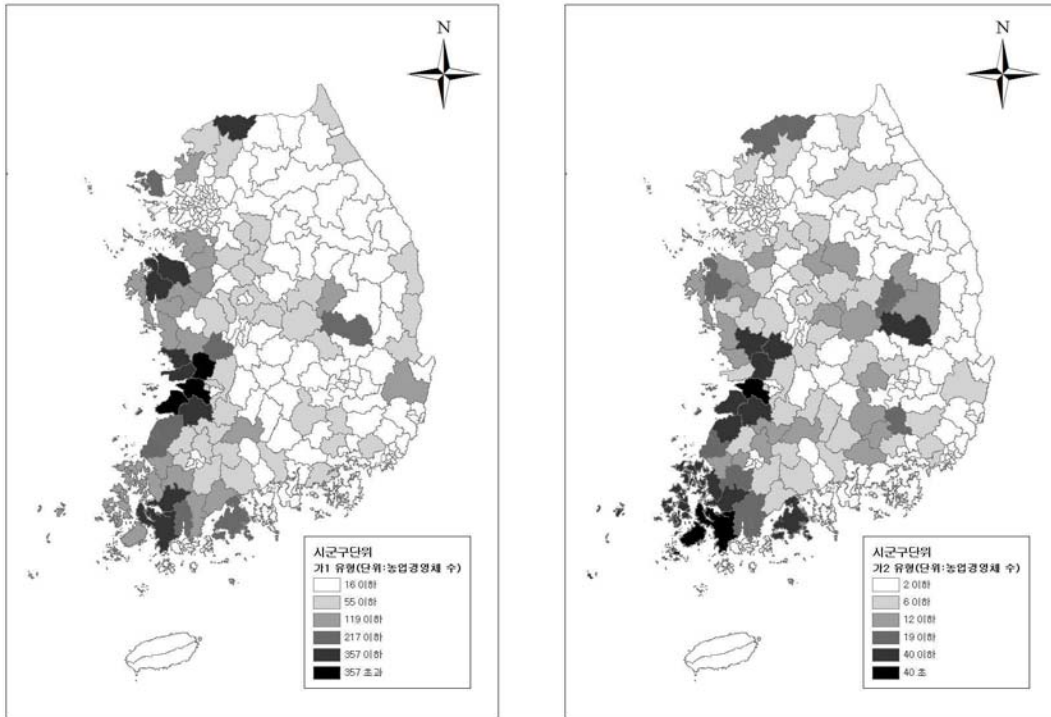 N
시군구단위
가1 유형(단위:농업경영체 수)
16 이하
55 이하
119 이하
217 이하
357 이하
357 초과
N
시군구단위
가2 유형(단위:농업경영체 수)
2 이하
6 이하
12 이하
19 이하
40 이하
40 초